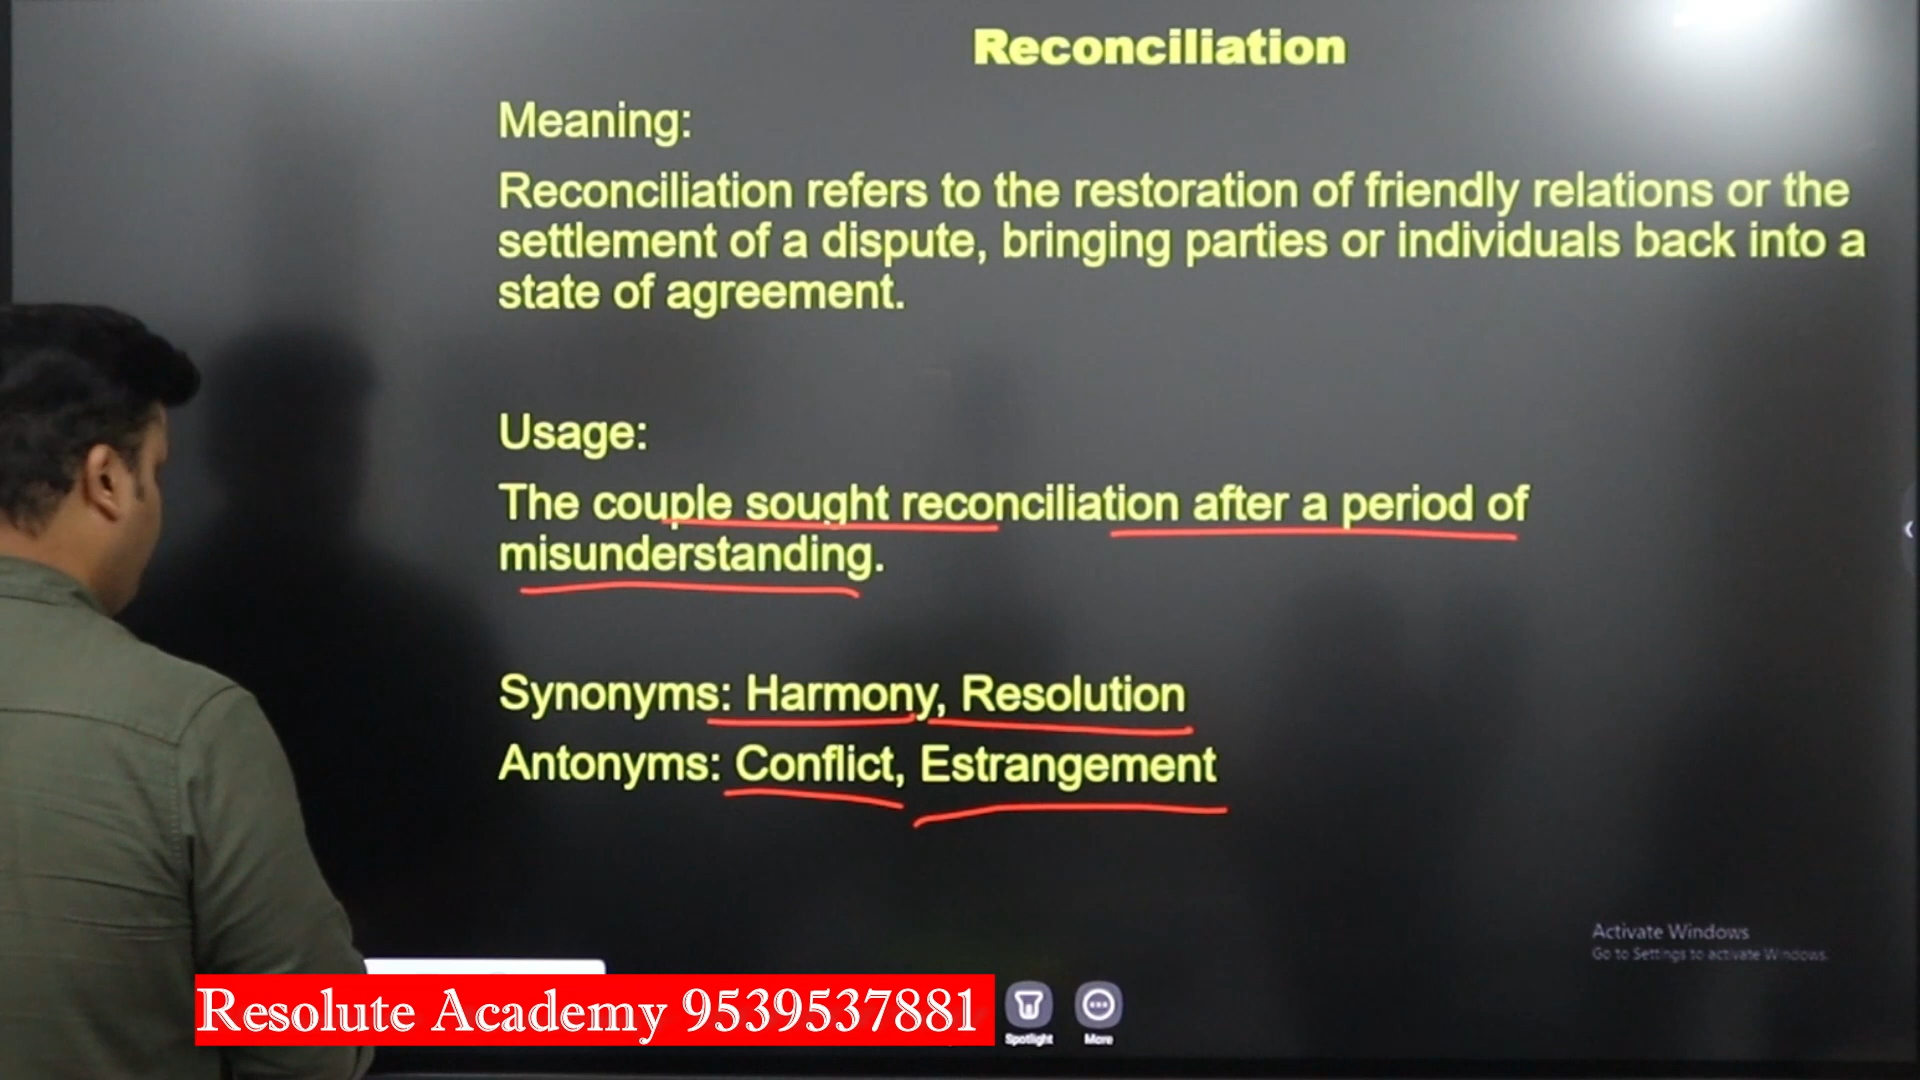 Reconciliation
Meaning:
Reconciliation refers to the restoration of friendly relations or the
settlement of a dispute, bringing parties or individuals back into a
state of agreement.
Usage:
The couple sought reconciliation after a period of
misunderstanding.
Synonyms: Harmony, Resolution
Antonyms: Conflict, Estrangement
Activate Windows
Go to Settings to activate Windows.
Resolute Academy 9539537881
Spotlight
More